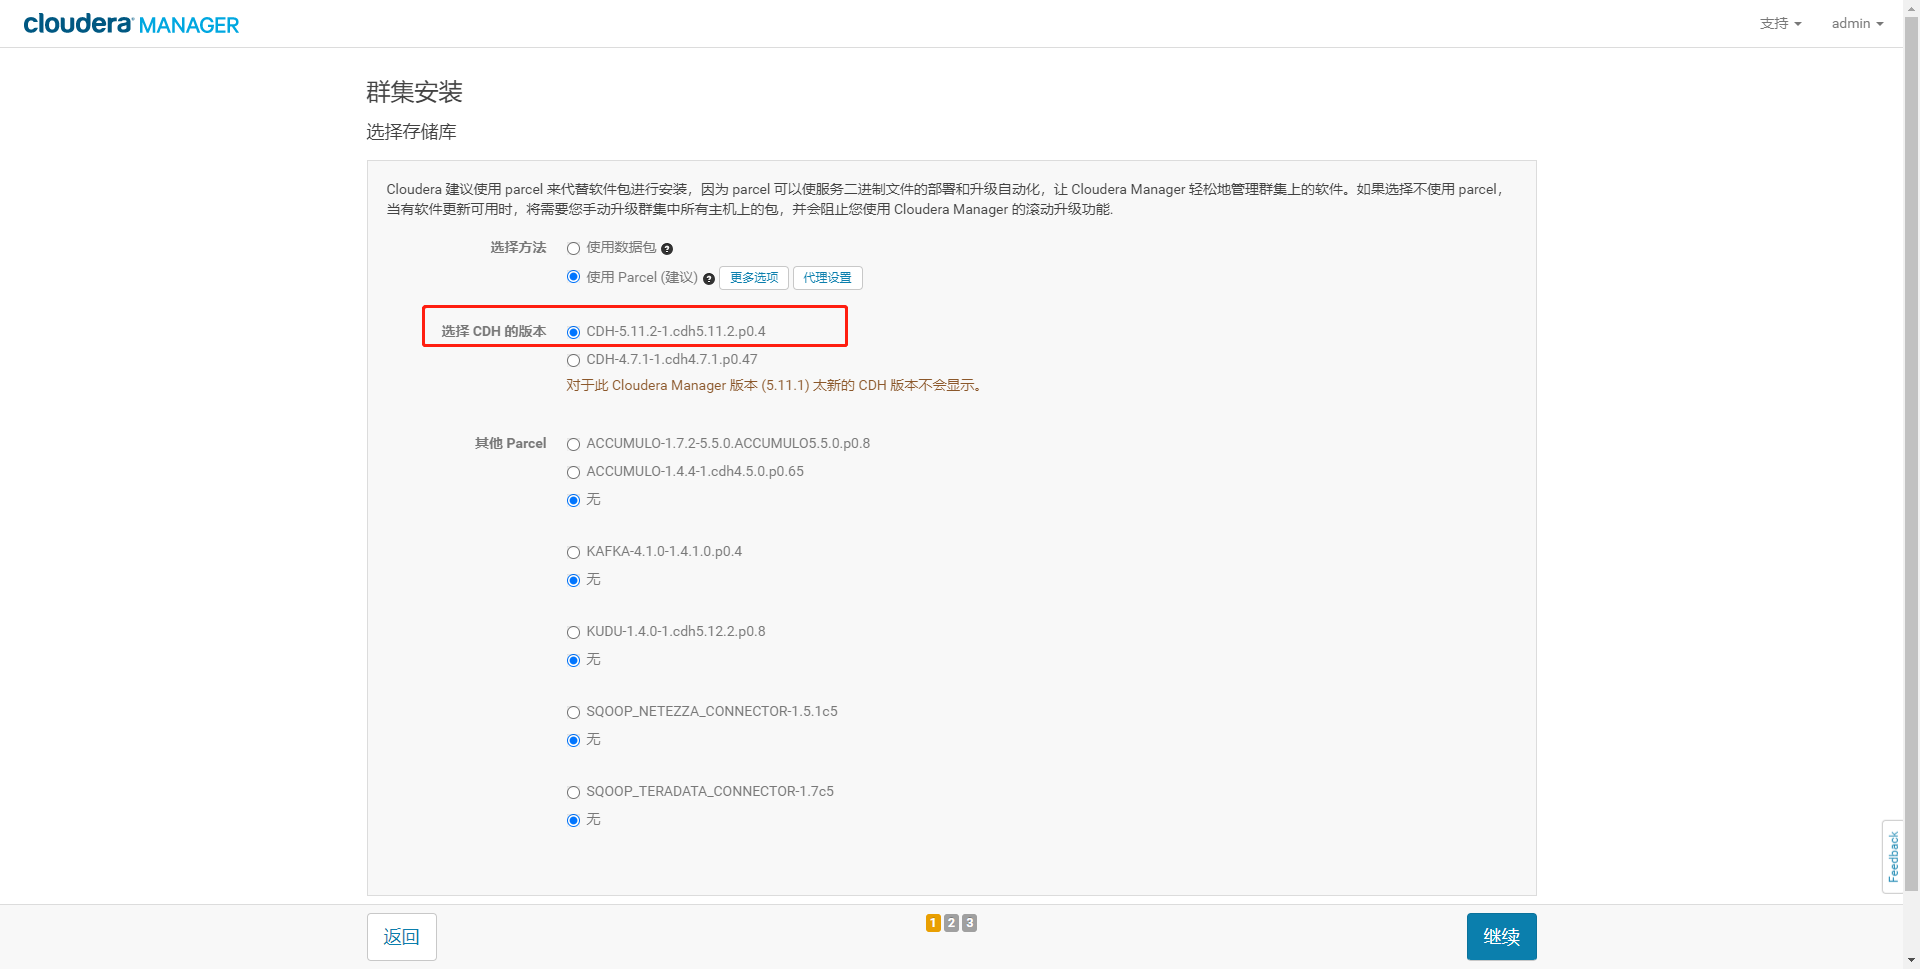 cloudera MANAGER
支持
admin
群集安装
选择存储库
Cloudera 建议使用 parcel 来代替软件包进行安装，因为 parcel 可以使服务二进制文件的部署和升级自动化，让 Cloudera Manager 轻松地管理群集上的软件。如果选择不使用 parcel，
当有软件更新可用时，将需要您手动升级群集中所有主机上的包，并会阻止您使用 Cloudera Manager 的滚动升级功能.
选择方法 使用数据包 ?
使用 Parcel (建议) ? 更多选项 代理设置
选择 CDH 的版本 CDH-5.11.2-1.cdh5.11.2.p0.4
CDH-4.7.1-1.cdh4.7.1.p0.47
对于此 Cloudera Manager 版本 (5.11.1) 太新的 CDH 版本不会显示。
其他 Parcel ACCUMULO-1.7.2-5.5.0.ACCUMULO5.5.0.p0.8
ACCUMULO-1.4.4-1.cdh4.5.0.p0.65
无
KAFKA-4.1.0-1.4.1.0.p0.4
无
KUDU-1.4.0-1.cdh5.12.2.p0.8
无
SQOOP_NETEZZA_CONNECTOR-1.5.1c5
无
SQOOP_TERADATA_CONNECTOR-1.7c5
无
Feedback
返回
1 2 3
继续